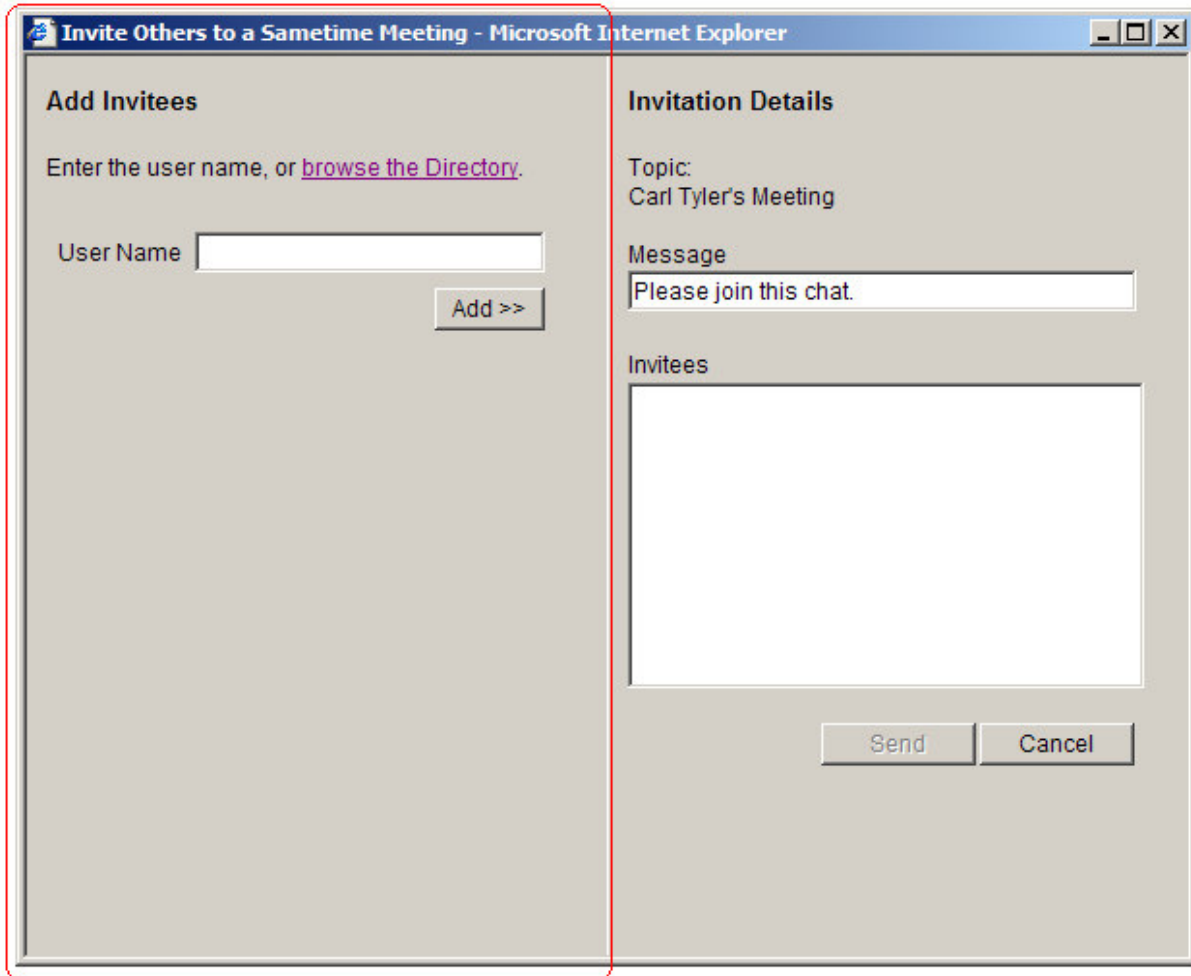 Invite Others to a Sametime Meeting - Microsoft Internet Explorer
Add Invitees
Enter the user name, or browse the Directory.
User Name
Add >>
Invitation Details
Topic:
Carl Tyler's Meeting
Message
Please join this chat.
Invitees
Send
Cancel